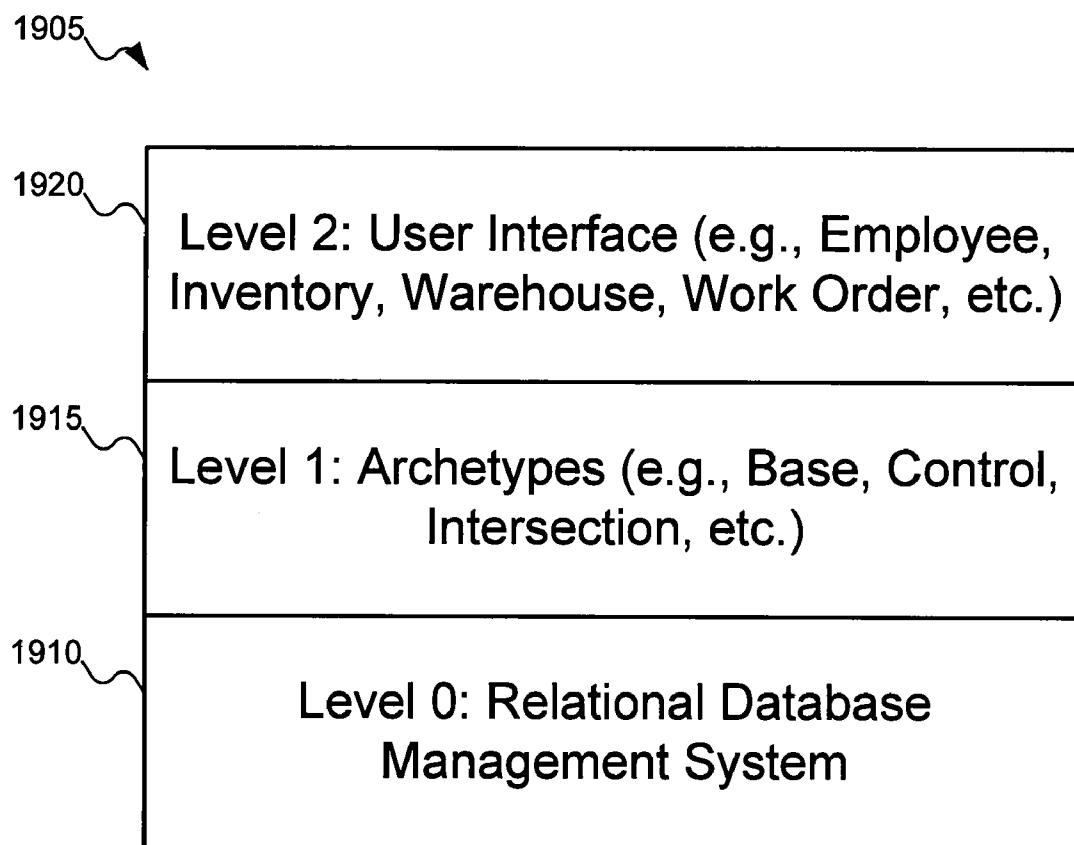 1905
1920
Level 2: User Interface (e.g., Employee,
Inventory, Warehouse, Work Order, etc.)
1915
Level 1: Archetypes (e.g., Base, Control,
Intersection, etc.)
1910
Level 0: Relational Database
Management System